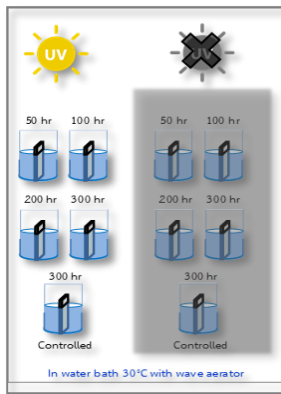 UV UV
50 hr 100 hr 50 hr 100 hr
200 hr 300 hr 200 hr 300 hr
300 hr 300 hr
Controlled Controlled
In water bath 30°C with wave aerator